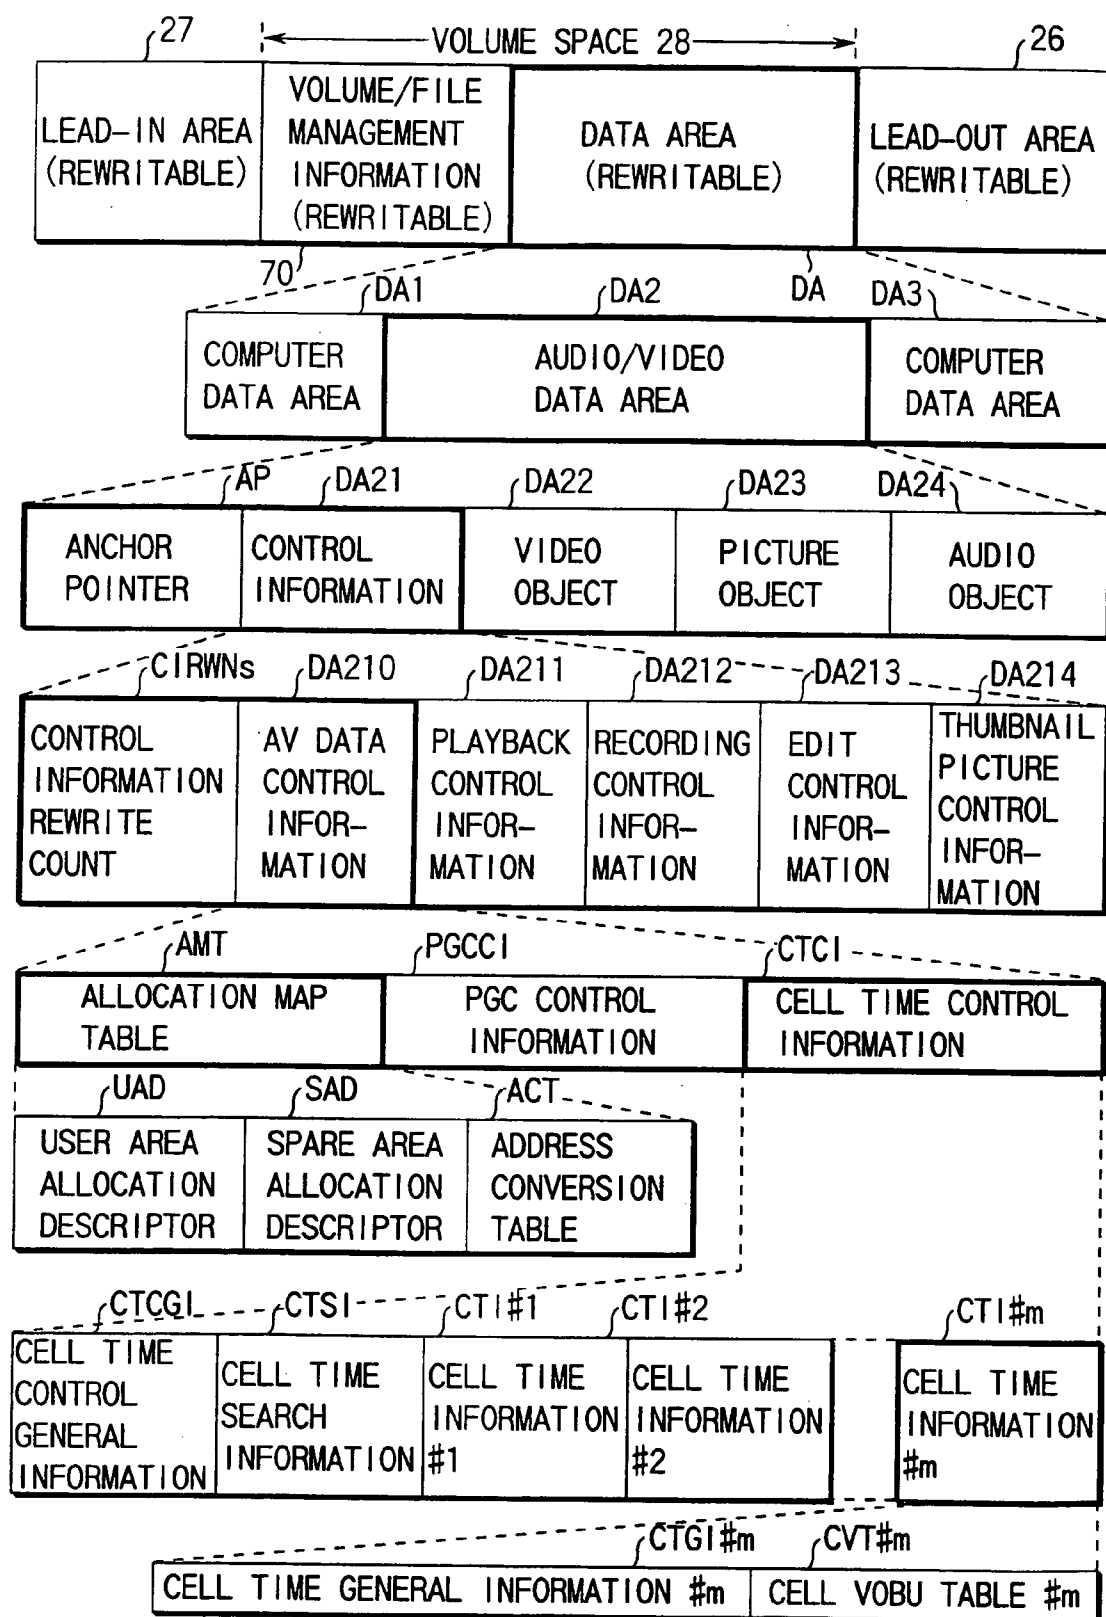 27
VOLUME SPACE 28
26
LEAD-IN AREA
(REWRITABLE)
VOLUME/FILE
MANAGEMENT
INFORMATION
(REWRITABLE)
DATA AREA
(REWRITABLE)
LEAD-OUT AREA
(REWRITABLE)
70
DA1
DA2
DA
DA3
COMPUTER
DATA AREA
AUDIO/VIDEO
DATA AREA
COMPUTER
DATA AREA
AP
DA21
DA22
DA23
DA24
ANCHOR
POINTER
CONTROL
INFORMATION
VIDEO
OBJECT
PICTURE
OBJECT
AUDIO
OBJECT
CIRWNs
DA210
DA211
DA212
DA213
DA214
CONTROL
INFORMATION
REWRITE
COUNT
AV DATA
CONTROL
INFOR-
MATION
PLAYBACK
CONTROL
INFOR-
MATION
RECORDING
CONTROL
INFOR-
MATION
EDIT
CONTROL
INFOR-
MATION
THUMBNAIL
PICTURE
CONTROL
INFOR-
MATION
AMT
PGCCI
CTCI
ALLOCATION MAP
TABLE
PGC CONTROL
INFORMATION
CELL TIME CONTROL
INFORMATION
UAD
SAD
ACT
USER AREA
ALLOCATION
DESCRIPTOR
SPARE AREA
ALLOCATION
DESCRIPTOR
ADDRESS
CONVERSION
TABLE
CTCGI
CTSI
CTI#1
CTI#2
CTI#m
CELL TIME
CONTROL
GENERAL
INFORMATION
CELL TIME
SEARCH
INFORMATION
CELL TIME
INFORMATION
#1
CELL TIME
INFORMATION
#2
CELL TIME
INFORMATION
#m
CTGI#m
CVT#m
CELL TIME GENERAL INFORMATION #m
CELL VOBU TABLE #m